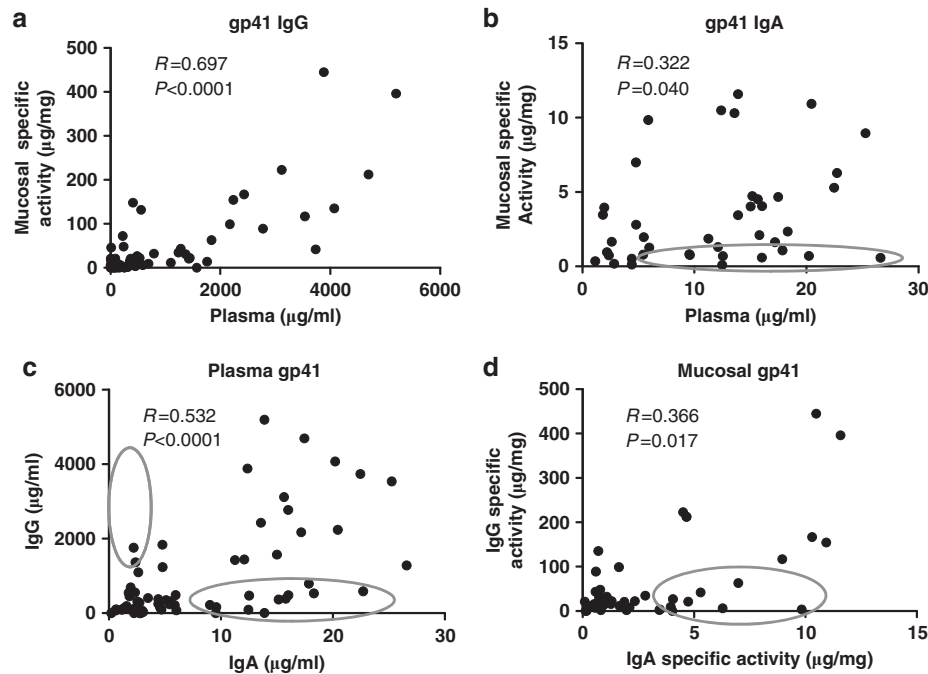 a
gp41 IgG
Mucosal specific
activity (µg/mg)
500
400
300
200
100
0
R=0.697
P<0.0001
0
2000
4000
6000
Plasma (µg/ml)
b
gp41 IgA
Mucosal specific
Activity (µg/mg)
15
10
5
0
R=0.322
P=0.040
0
10
20
30
Plasma (µg/ml)
c
Plasma gp41
IgG (µg/ml)
6000
4000
2000
0
R=0.532
P<0.0001
0
10
20
30
IgA (µg/ml)
d
Mucosal gp41
IgG specific
activity (µg/mg)
500
400
300
200
100
0
R=0.366
P=0.017
0
5
10
15
IgA specific activity (µg/mg)